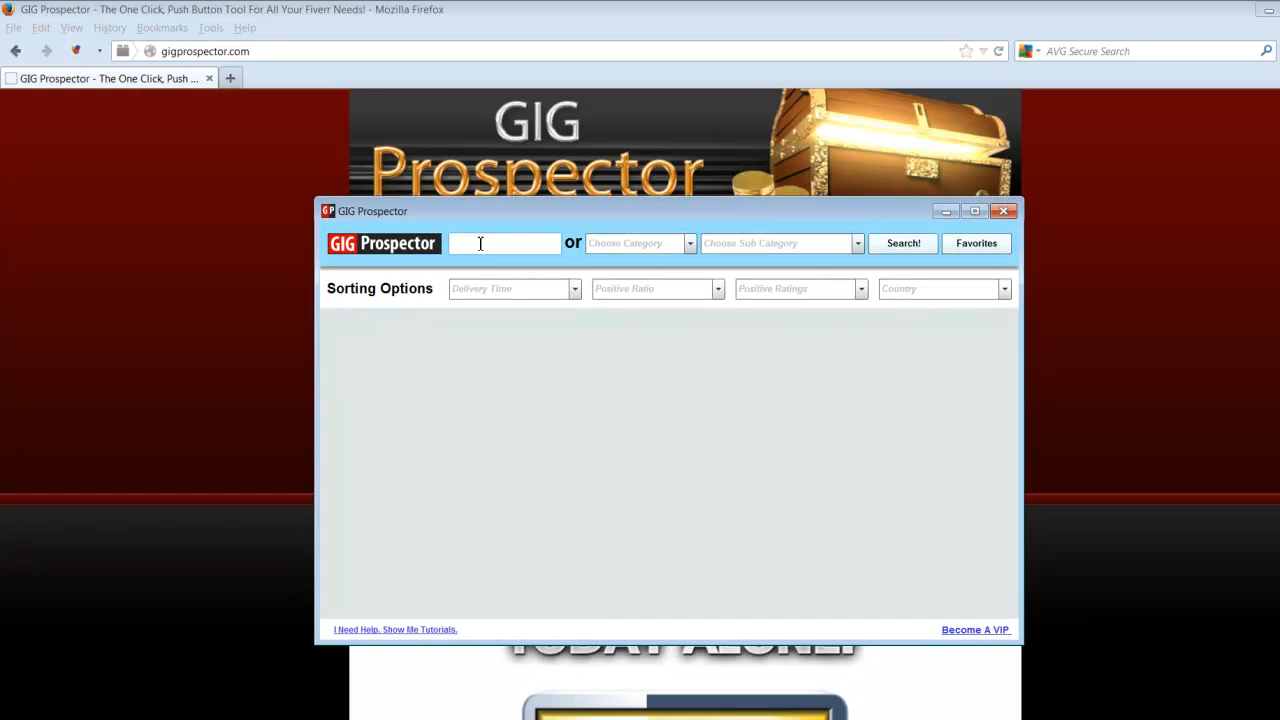 GIG Prospector - The One Click, Push Button Tool For All Your Fiverr Needs! - Mozilla Firefox
File Edit View History Bookmarks Tools Help
gigprospector.com AVG Secure Search
GIG Prospector - The One Click, Push ...
GIG
Prospector
GP GIG Prospector
GIG Prospector or Choose Category Choose Sub Category Search! Favorites
Sorting Options Delivery Time Positive Ratio Positive Ratings Country
I Need Help. Show Me Tutorials. Become A VIP
TODAY ALONE!